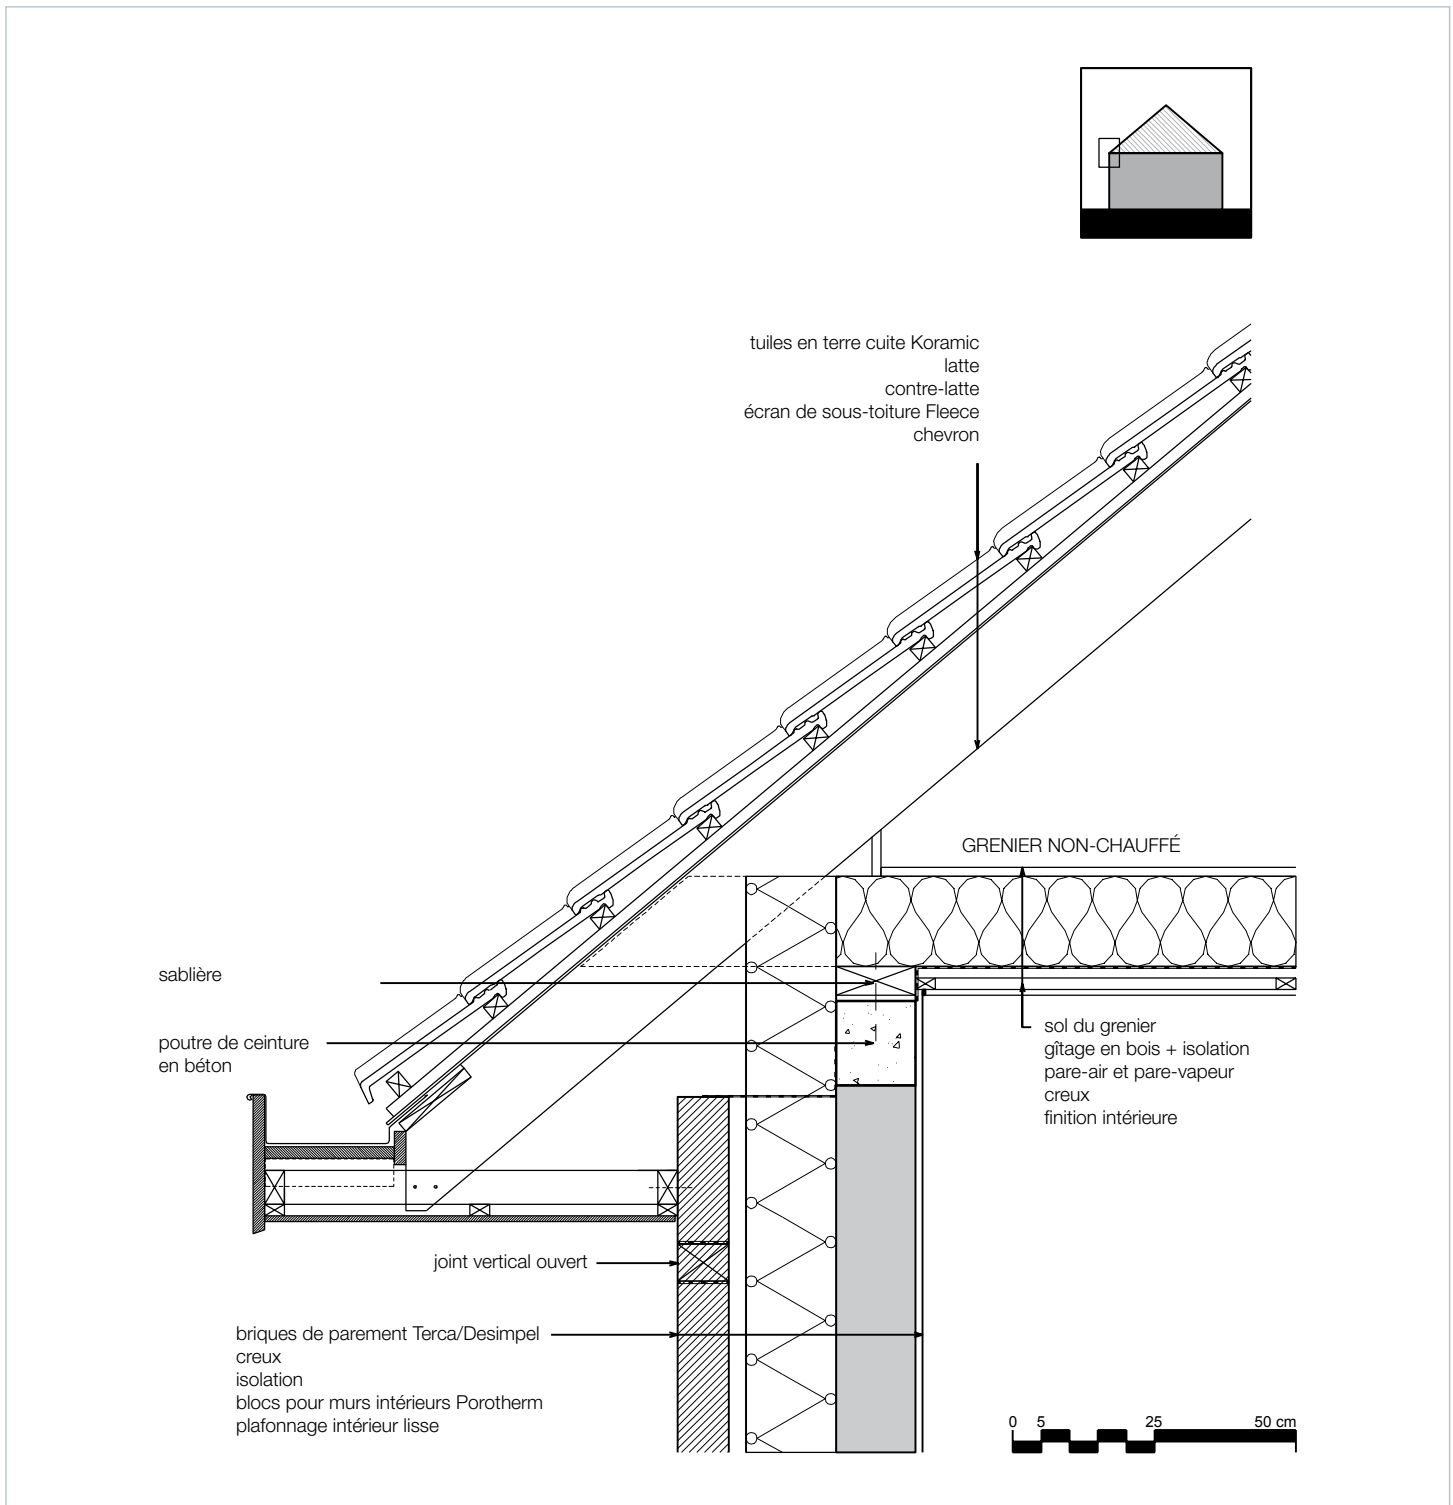 tuiles en terre cuite Koramic
latte
contre-latte
écran de sous-toiture Fleece
chevron
GRENIER NON-CHAUFFÉ
sablière
poutre de ceinture
en béton
sol du grenier
gîtage en bois + isolation
pare-air et pare-vapeur
creux
finition intérieure
joint vertical ouvert
briques de parement Terca/Desimpel
creux
isolation
blocs pour murs intérieurs Porotherm
plafonnage intérieur lisse
0 5 25 50 cm